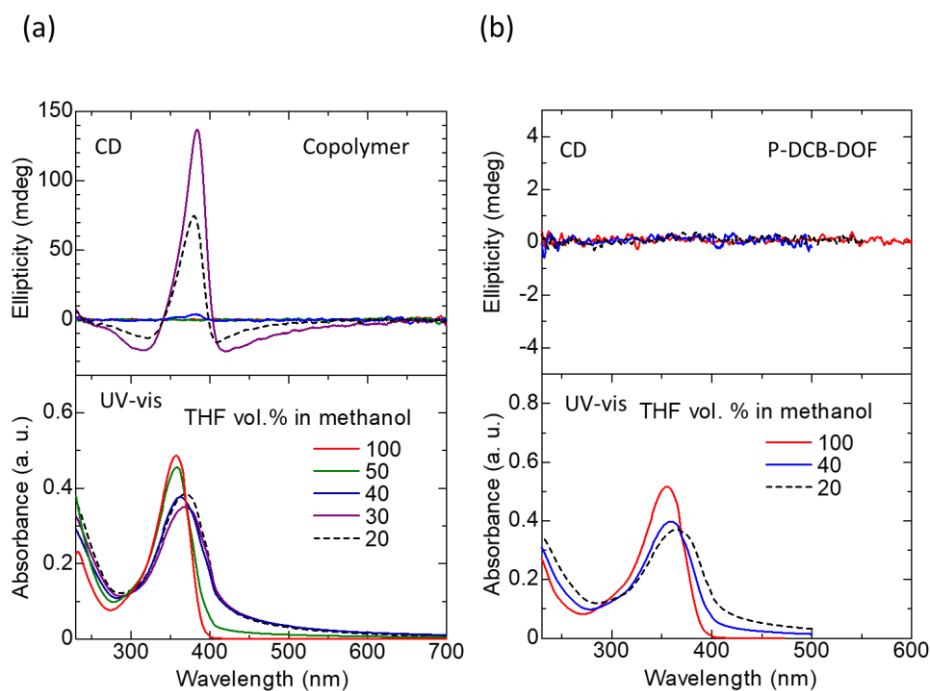 (a)
(b)
CD
Copolymer
Ellipticity (mdeg)
150
100
50
0
UV-vis
THF vol.% in methanol
100
50
40
30
20
Absorbance (a. u.)
0.6
0.4
0.2
0
300
400
500
600
700
Wavelength (nm)
CD
P-DCB-DOF
Ellipticity (mdeg)
4
2
0
-2
-4
UV-vis
THF vol. % in methanol
100
40
20
Absorbance (a. u.)
0.8
0.6
0.4
0.2
0
300
400
500
600
Wavelength (nm)